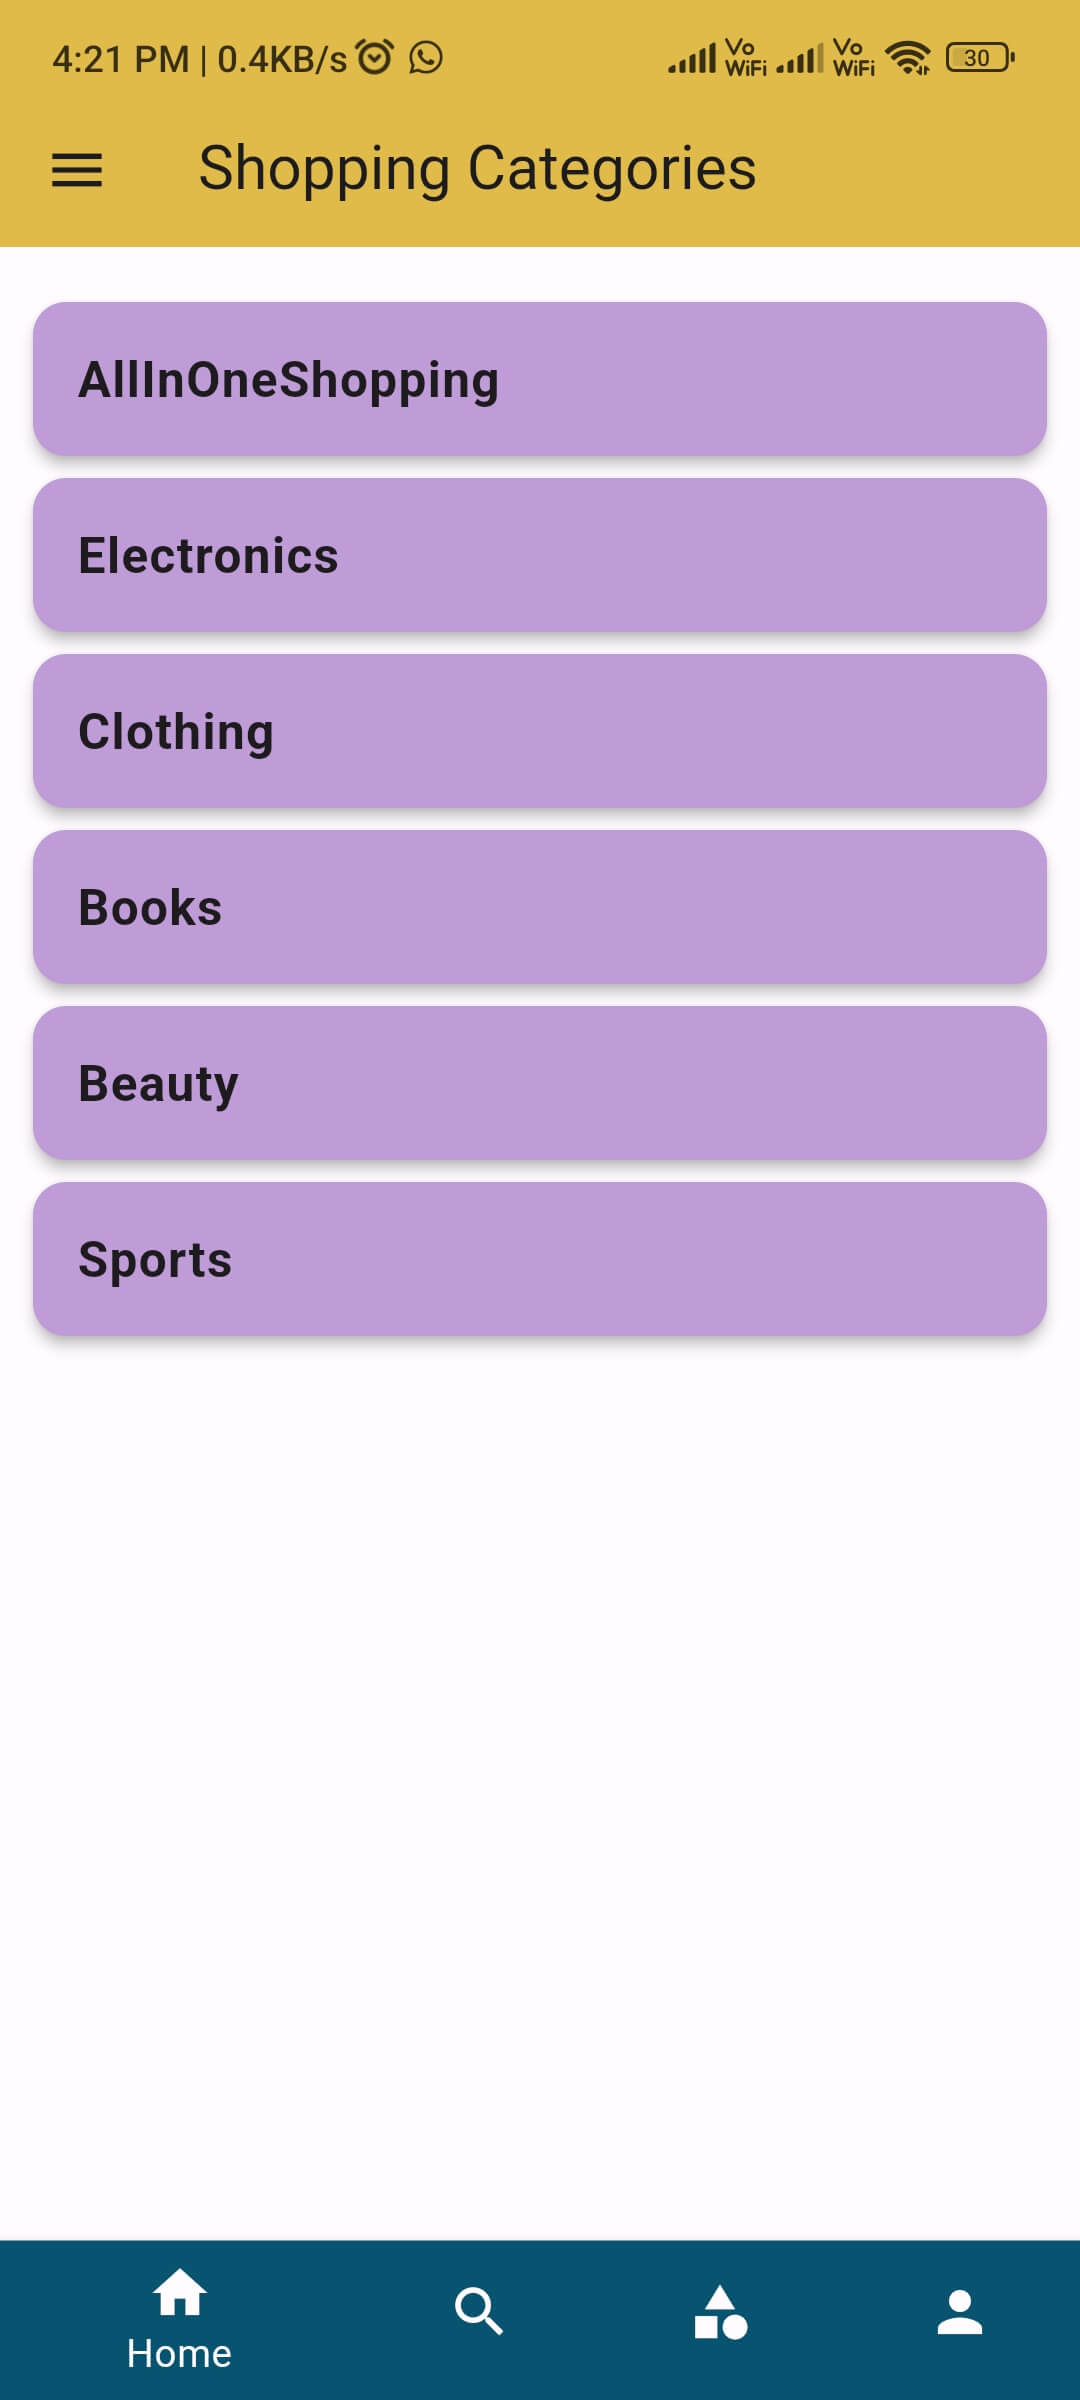 4:21 PM | 0.4KB/s Vo WiFi Vo WiFi 30
Shopping Categories
AllInOneShopping
Electronics
Clothing
Books
Beauty
Sports
Home